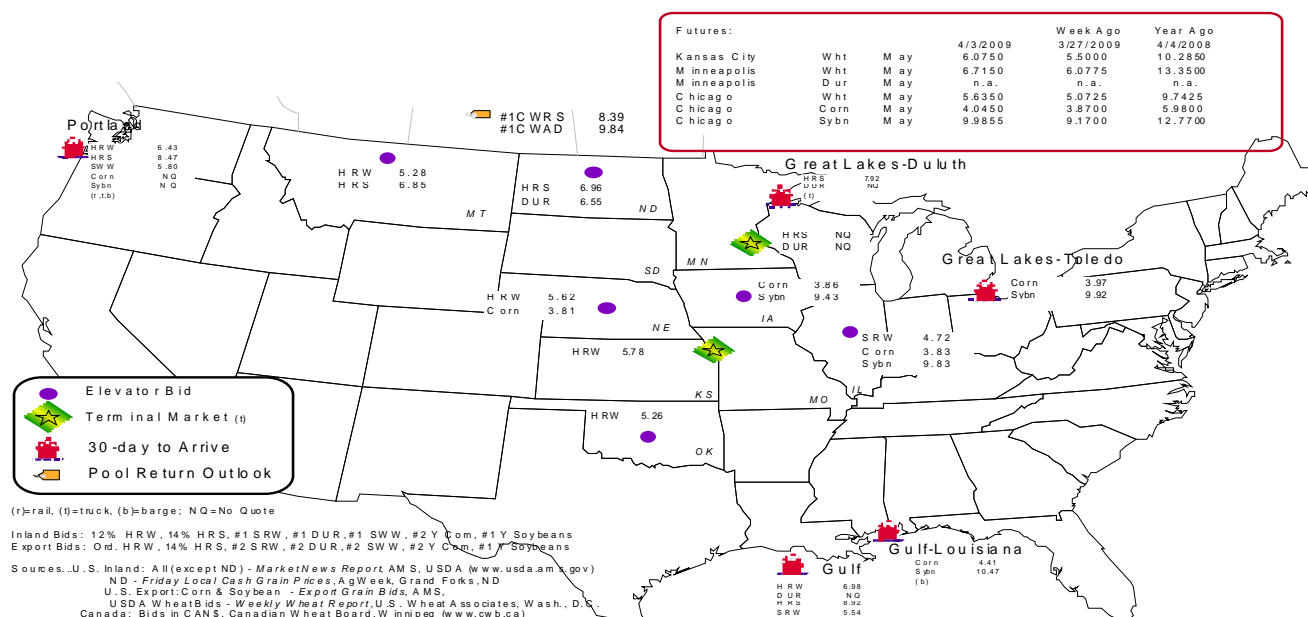 Futures: Week Ago Year Ago
4/3/2009 3/27/2009 4/4/2008
Kansas City Wht May 6.0750 5.5000 10.2850
Minneapolis Wht May 6.7150 6.0775 13.3500
Minneapolis Dur May n.a. n.a. n.a.
Chicago Wht May 5.6350 5.0725 9.7425
Chicago Corn May 4.0450 3.8700 5.9800
Chicago Sybn May 9.9855 9.1700 12.7700
#1CWRS 8.39
#1CWAD 9.84
Portland
HRW 6.43
HRS 8.47
SWW 5.80
Corn NQ
Sybn NQ
(r,t,b)
HRW 5.28
HRS 6.85
MT
HRS 6.96
DUR 6.55
ND
Great Lakes-Duluth
HRS 7.92
DUR NQ
(t)
HRS NQ
DUR NQ
MN
SD
Great Lakes-Toledo
Corn 3.97
Sybn 9.92
HRW 5.62
Corn 3.81
NE
Corn 3.86
Sybn 9.43
IA
SRW 4.72
Corn 3.83
Sybn 9.83
IL
HRW 5.78
KS
MO
HRW 5.26
OK
Elevator Bid
Terminal Market (t)
30-day to Arrive
Pool Return Outlook
(r)=rail, (t)=truck, (b)=barge; NQ=No Quote
Inland Bids: 12% HRW, 14% HRS, #1 SRW, #1 DUR, #1 SWW, #2 Y Corn, #1 Y Soybeans
Export Bids: Ord. HRW, 14% HRS, #2 SRW, #2 DUR, #2 SWW, #2 Y Corn, #1 Y Soybeans
Sources..U.S. Inland: All (except ND) - Market News Report, AMS, USDA (www.usda.ams.gov)
ND - Friday Local Cash Grain Prices, AgWeek, Grand Forks, ND
U.S. Export: Corn & Soybean - Export Grain Bids, AMS,
USDA Wheat Bids - Weekly Wheat Report, U.S. Wheat Associates, Wash., D.C.
Canada: Bids in CAN$, Canadian Wheat Board, Winnipeg (www.cwb.ca)
Gulf-Louisiana
Corn 4.41
Sybn 10.47
(b)
Gulf
HRW 6.98
DUR NQ
HRS 8.92
SRW 5.54